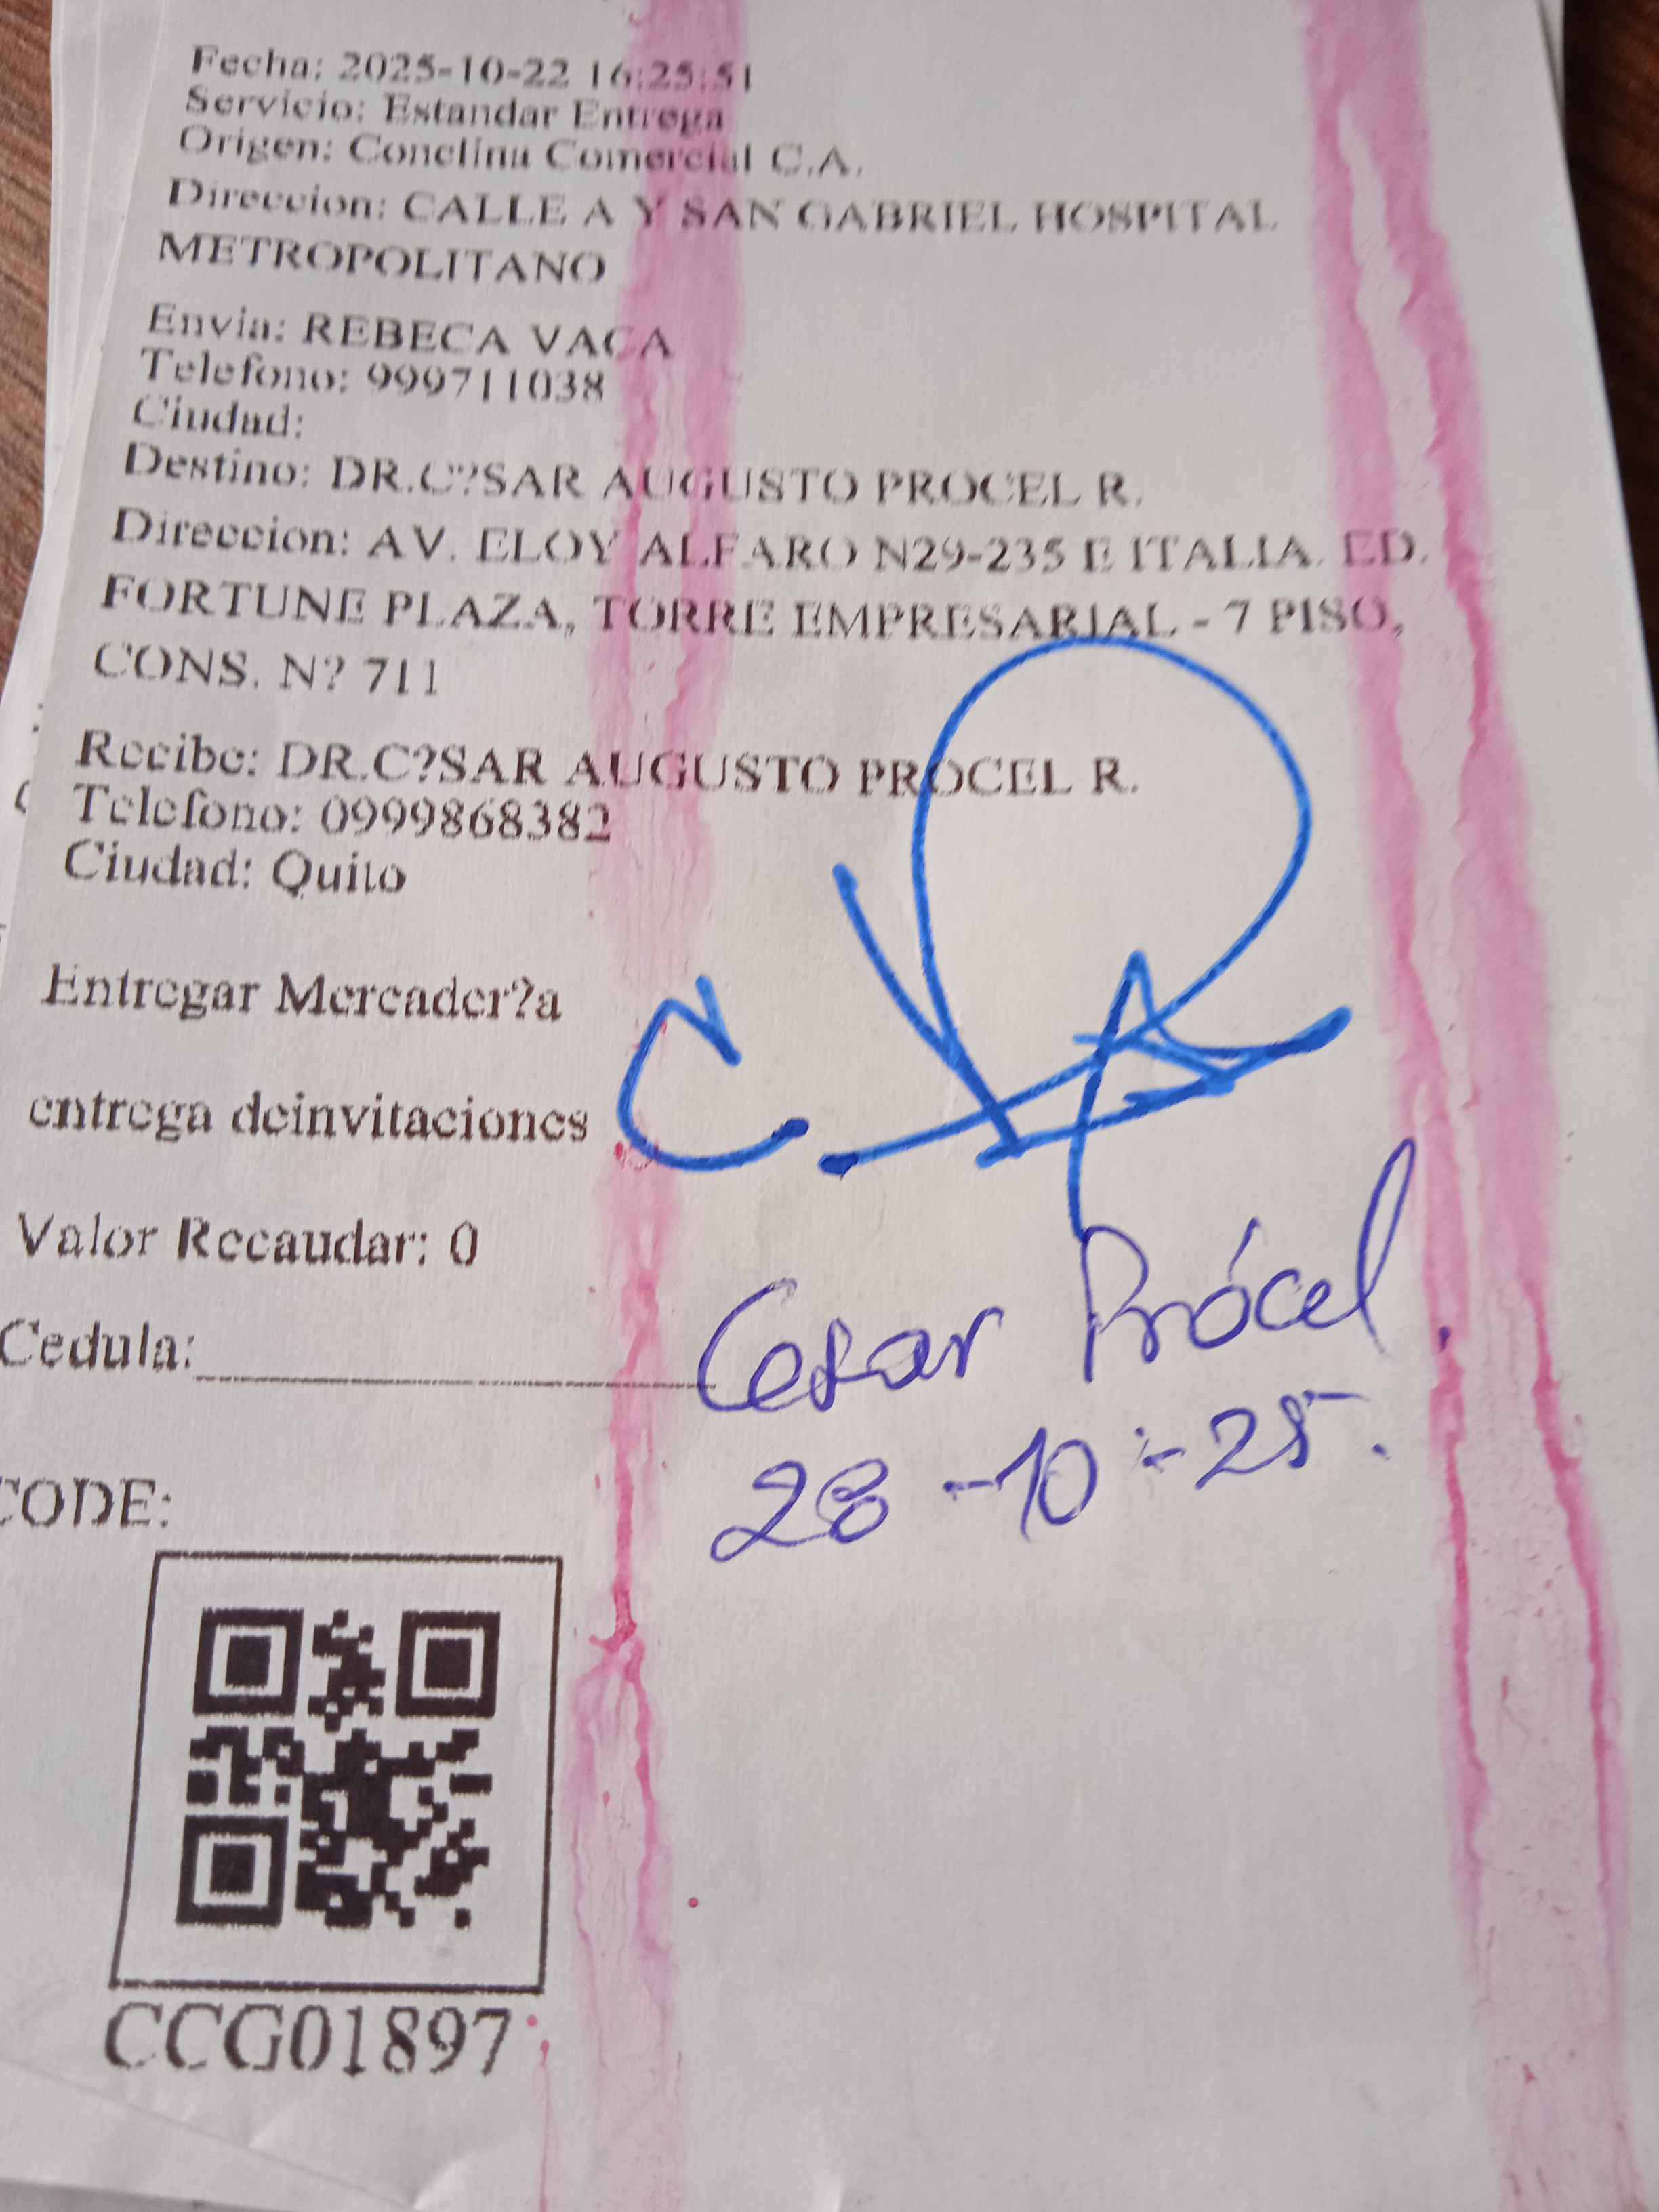 Fecha: 2025-10-22 16:25:51
Servicio: Estandar Entrega
Origen: Conclina Comercial C.A.
Direccion: CALLE A Y SAN GABRIEL HOSPITAL
METROPOLITANO
Envia: REBECA VACA
Telefono: 999711038
Ciudad:
Destino: DR.C?SAR AUGUSTO PROCEL R.
Direccion: AV. ELOY ALFARO N29-235 E ITALIA. ED.
FORTUNE PLAZA, TORRE EMPRESARIAL - 7 PISO,
CONS. N? 711
Recibe: DR.C?SAR AUGUSTO PROCEL R.
Telefono: 0999868382
Ciudad: Quito
Entregar Mercader?a
entrega deinvitaciones
Valor Recaudar: 0
Cedula:
Cesar Prócel.
28-10-25.
CODE:
CCG01897